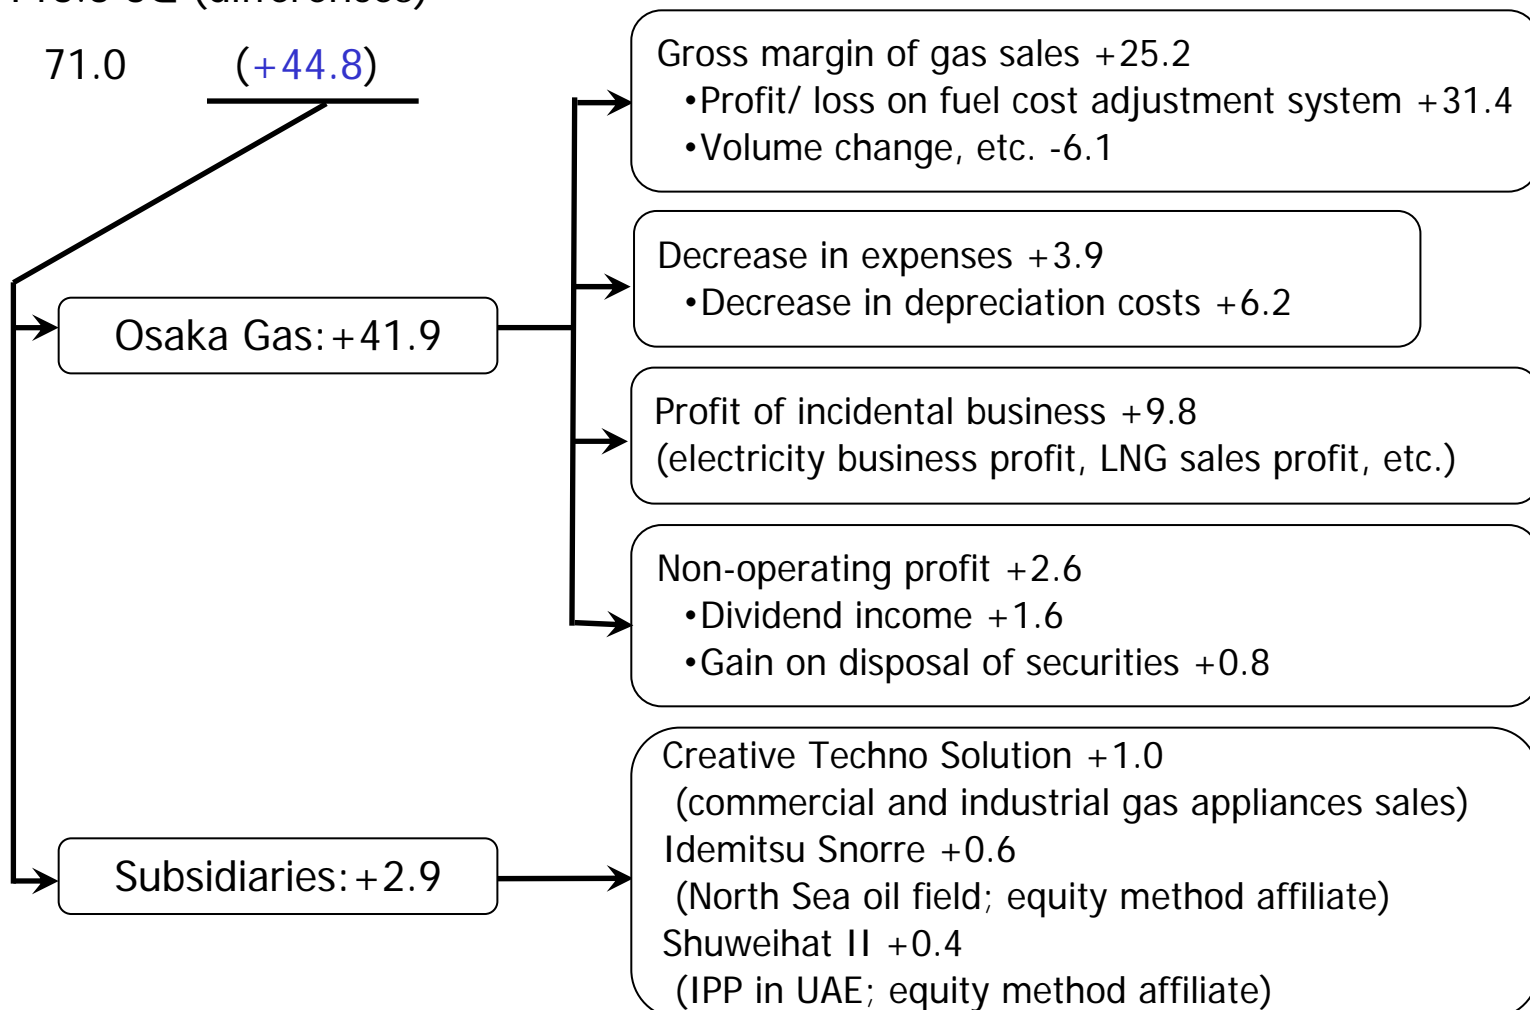 (differences)
71.0 (+44.8)
Gross margin of gas sales +25.2
•Profit/ loss on fuel cost adjustment system +31.4
•Volume change, etc. -6.1
Decrease in expenses +3.9
•Decrease in depreciation costs +6.2
Osaka Gas:+41.9
Profit of incidental business +9.8
(electricity business profit, LNG sales profit, etc.)
Non-operating profit +2.6
•Dividend income +1.6
•Gain on disposal of securities +0.8
Subsidiaries:+2.9
Creative Techno Solution +1.0
(commercial and industrial gas appliances sales)
Idemitsu Snorre +0.6
(North Sea oil field; equity method affiliate)
Shuweihat II +0.4
(IPP in UAE; equity method affiliate)